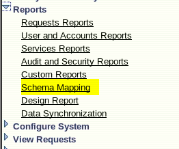 Reports
Requests Reports
User and Accounts Reports
Services Reports
Audit and Security Reports
Custom Reports
Schema Mapping
Design Report
Data Synchronization
Configure System
View Requests